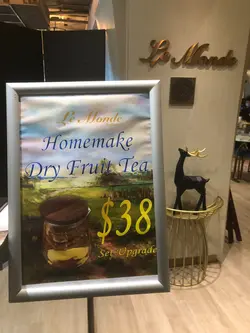 Le Monde
Le Monde
Homemake
Dry Fruit Tea
$38
Set Upgrade